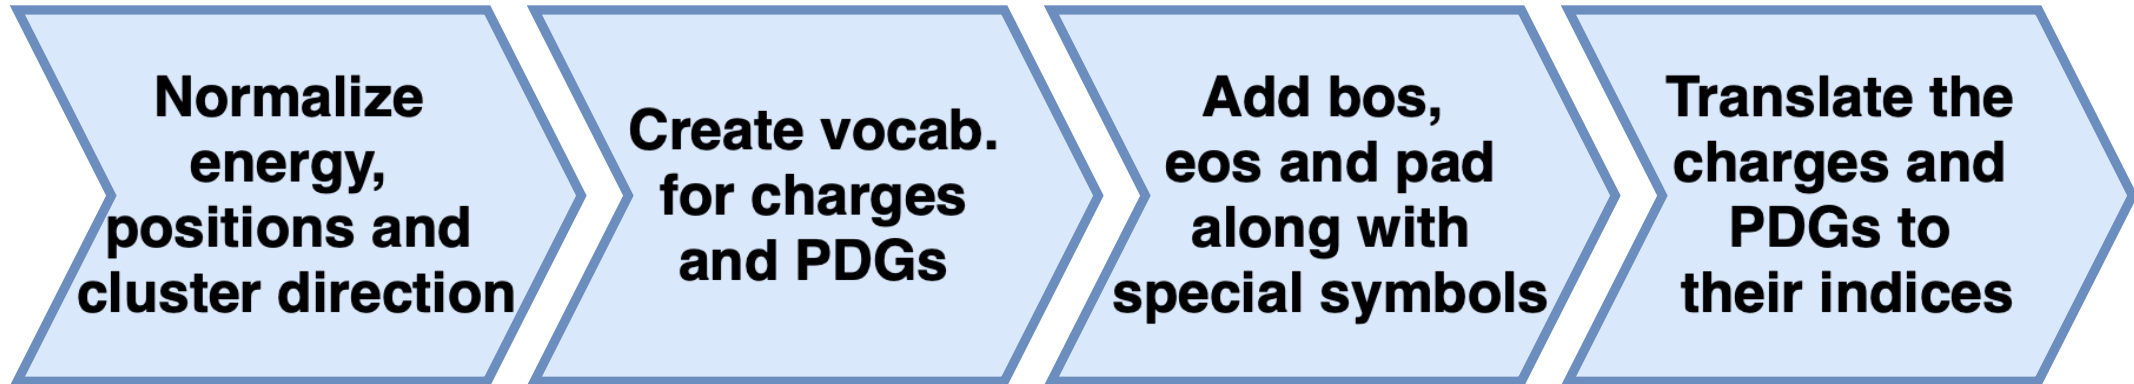 Normalize
energy,
positions and
cluster direction
Create vocab.
for charges
and PDGs
Add bos,
eos and pad
along with
special symbols
Translate the
charges and
PDGs to
their indices